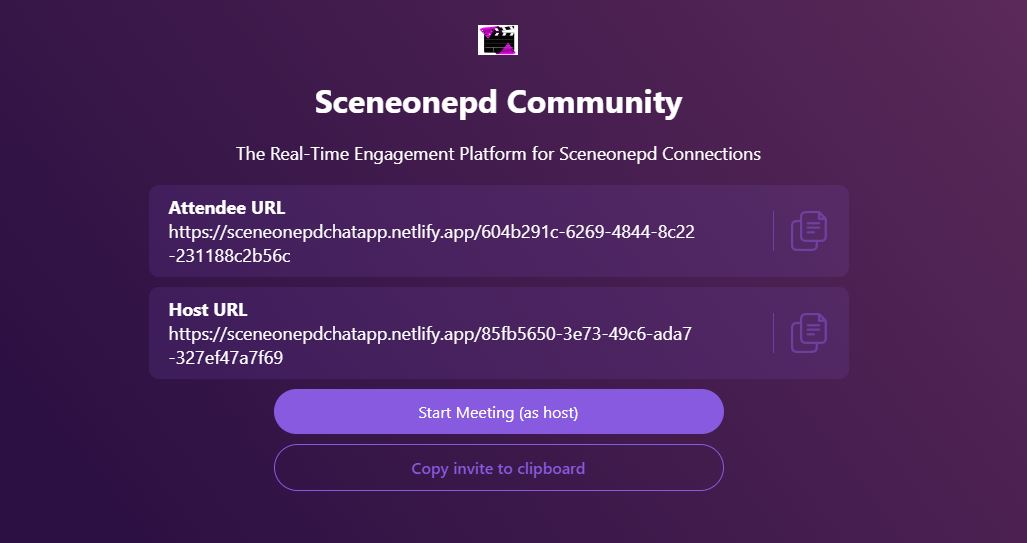 Sceneonepd Community
The Real-Time Engagement Platform for Sceneonepd Connections
Attendee URL
https://sceneonepdchatapp.netlify.app/604b291c-6269-4844-8c22
-231188c2b56c
Host URL
https://sceneonepdchatapp.netlify.app/85fb5650-3e73-49c6-ada7
-327ef47a7f69
Start Meeting (as host)
Copy invite to clipboard